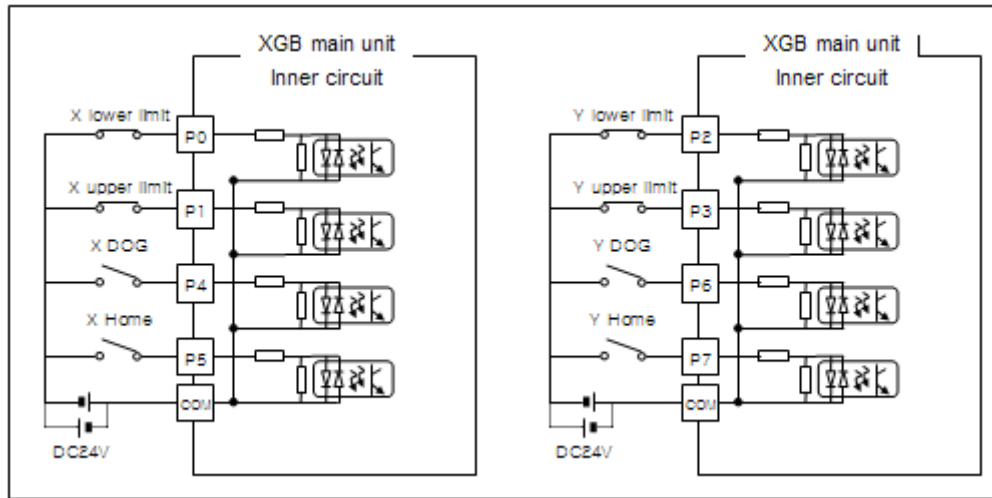 XGB main unit
Inner circuit
X lower limit
P0
X upper limit
P1
X DOG
P4
X Home
P5
COM
DC24V
XGB main unit
Inner circuit
Y lower limit
P2
Y upper limit
P3
Y DOG
P6
Y Home
P7
COM
DC24V